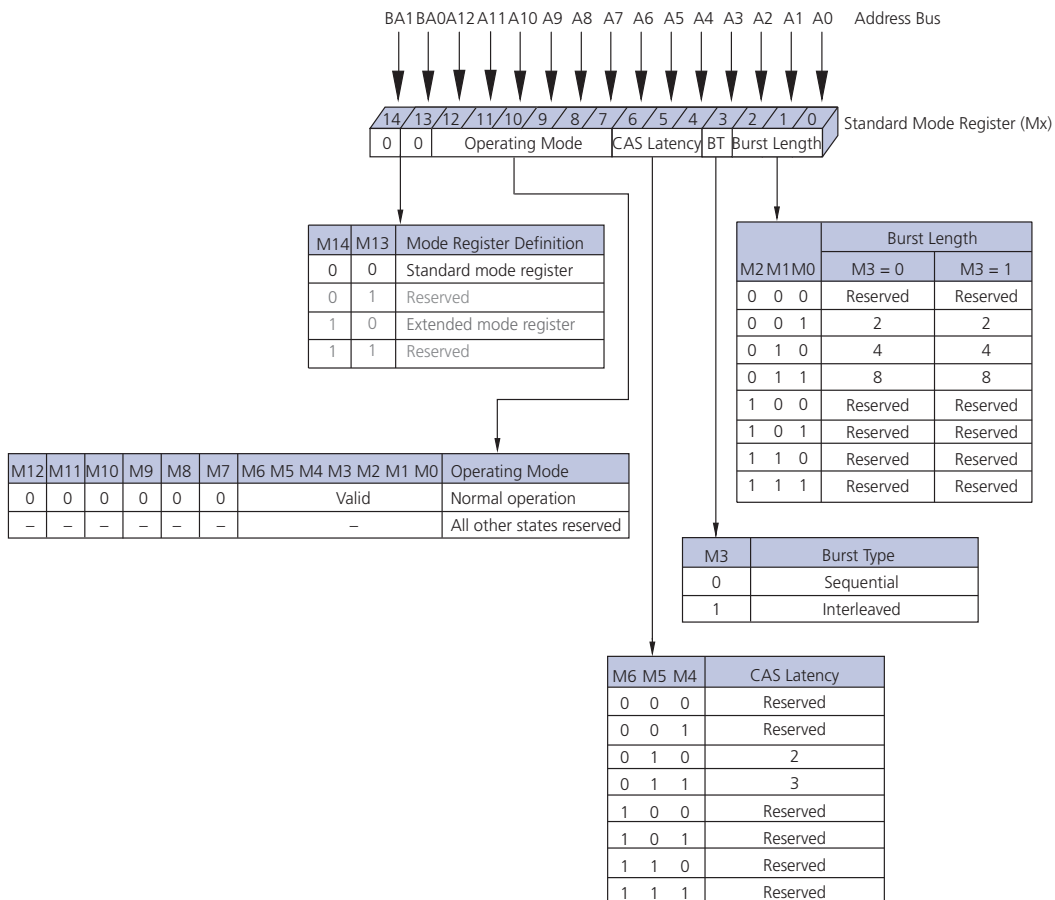 BA1 BA0 A12 A11 A10 A9 A8 A7 A6 A5 A4 A3 A2 A1 A0 Address Bus
14 13 12 11 10 9 8 7 6 5 4 3 2 1 0 Standard Mode Register (Mx)
0 0 Operating Mode CAS Latency BT Burst Length
M14 M13 Mode Register Definition
0 0 Standard mode register
0 1 Reserved
1 0 Extended mode register
1 1 Reserved
Burst Length
M2 M1 M0 M3 = 0 M3 = 1
0 0 0 Reserved Reserved
0 0 1 2 2
0 1 0 4 4
0 1 1 8 8
1 0 0 Reserved Reserved
1 0 1 Reserved Reserved
1 1 0 Reserved Reserved
1 1 1 Reserved Reserved
M12 M11 M10 M9 M8 M7 M6 M5 M4 M3 M2 M1 M0 Operating Mode
0 0 0 0 0 0 Valid Normal operation
– – – – – – – All other states reserved
M3 Burst Type
0 Sequential
1 Interleaved
M6 M5 M4 CAS Latency
0 0 0 Reserved
0 0 1 Reserved
0 1 0 2
0 1 1 3
1 0 0 Reserved
1 0 1 Reserved
1 1 0 Reserved
1 1 1 Reserved